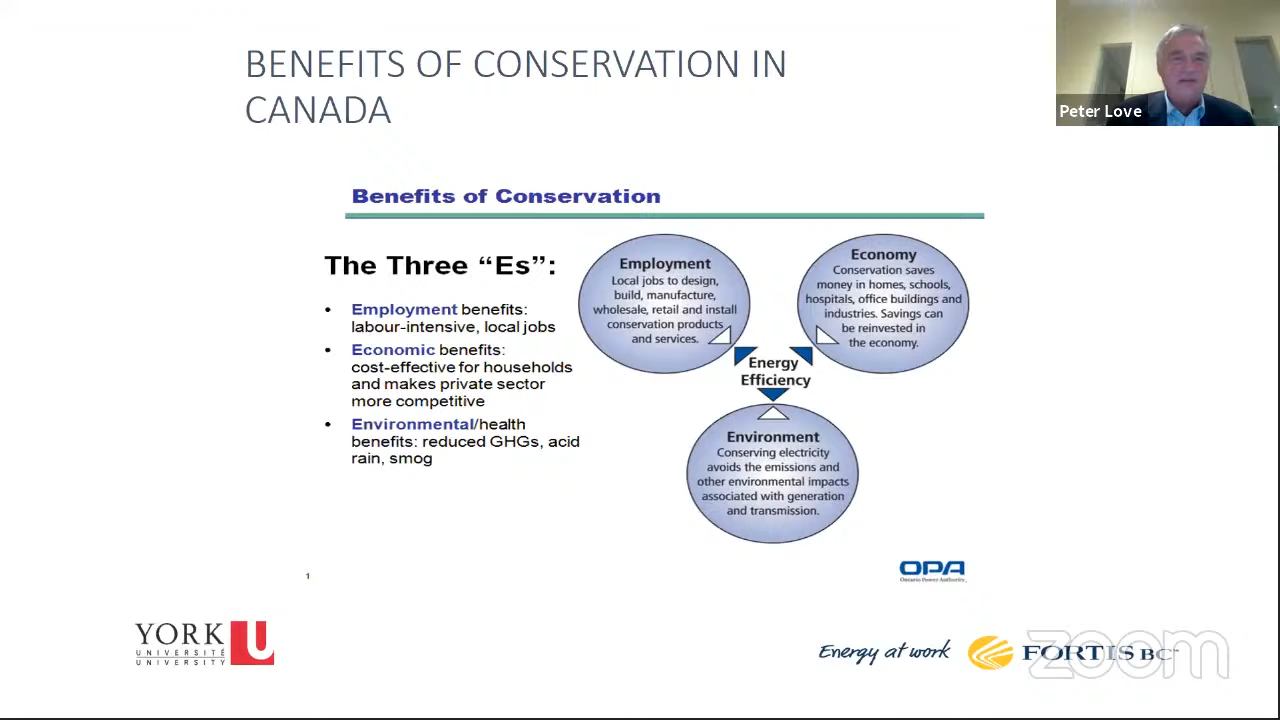 BENEFITS OF CONSERVATION IN
CANADA
Peter Love
Benefits of Conservation
The Three “Es”:
• Employment benefits:
labour-intensive, local jobs
• Economic benefits:
cost-effective for households
and makes private sector
more competitive
• Environmental/health
benefits: reduced GHGs, acid
rain, smog
Employment
Local jobs to design,
build, manufacture,
wholesale, retail and install
conservation products
and services.
Economy
Conservation saves
money in homes, schools,
hospitals, office buildings and
industries. Savings can
be reinvested in
the economy.
Energy
Efficiency
Environment
Conserving electricity
avoids the emissions and
other environmental impacts
associated with generation
and transmission.
OPA
Ontario Power Authority
1
YORK U
UNIVERSITÉ
UNIVERSITY
Energy at work
FORTIS BC™
zoom